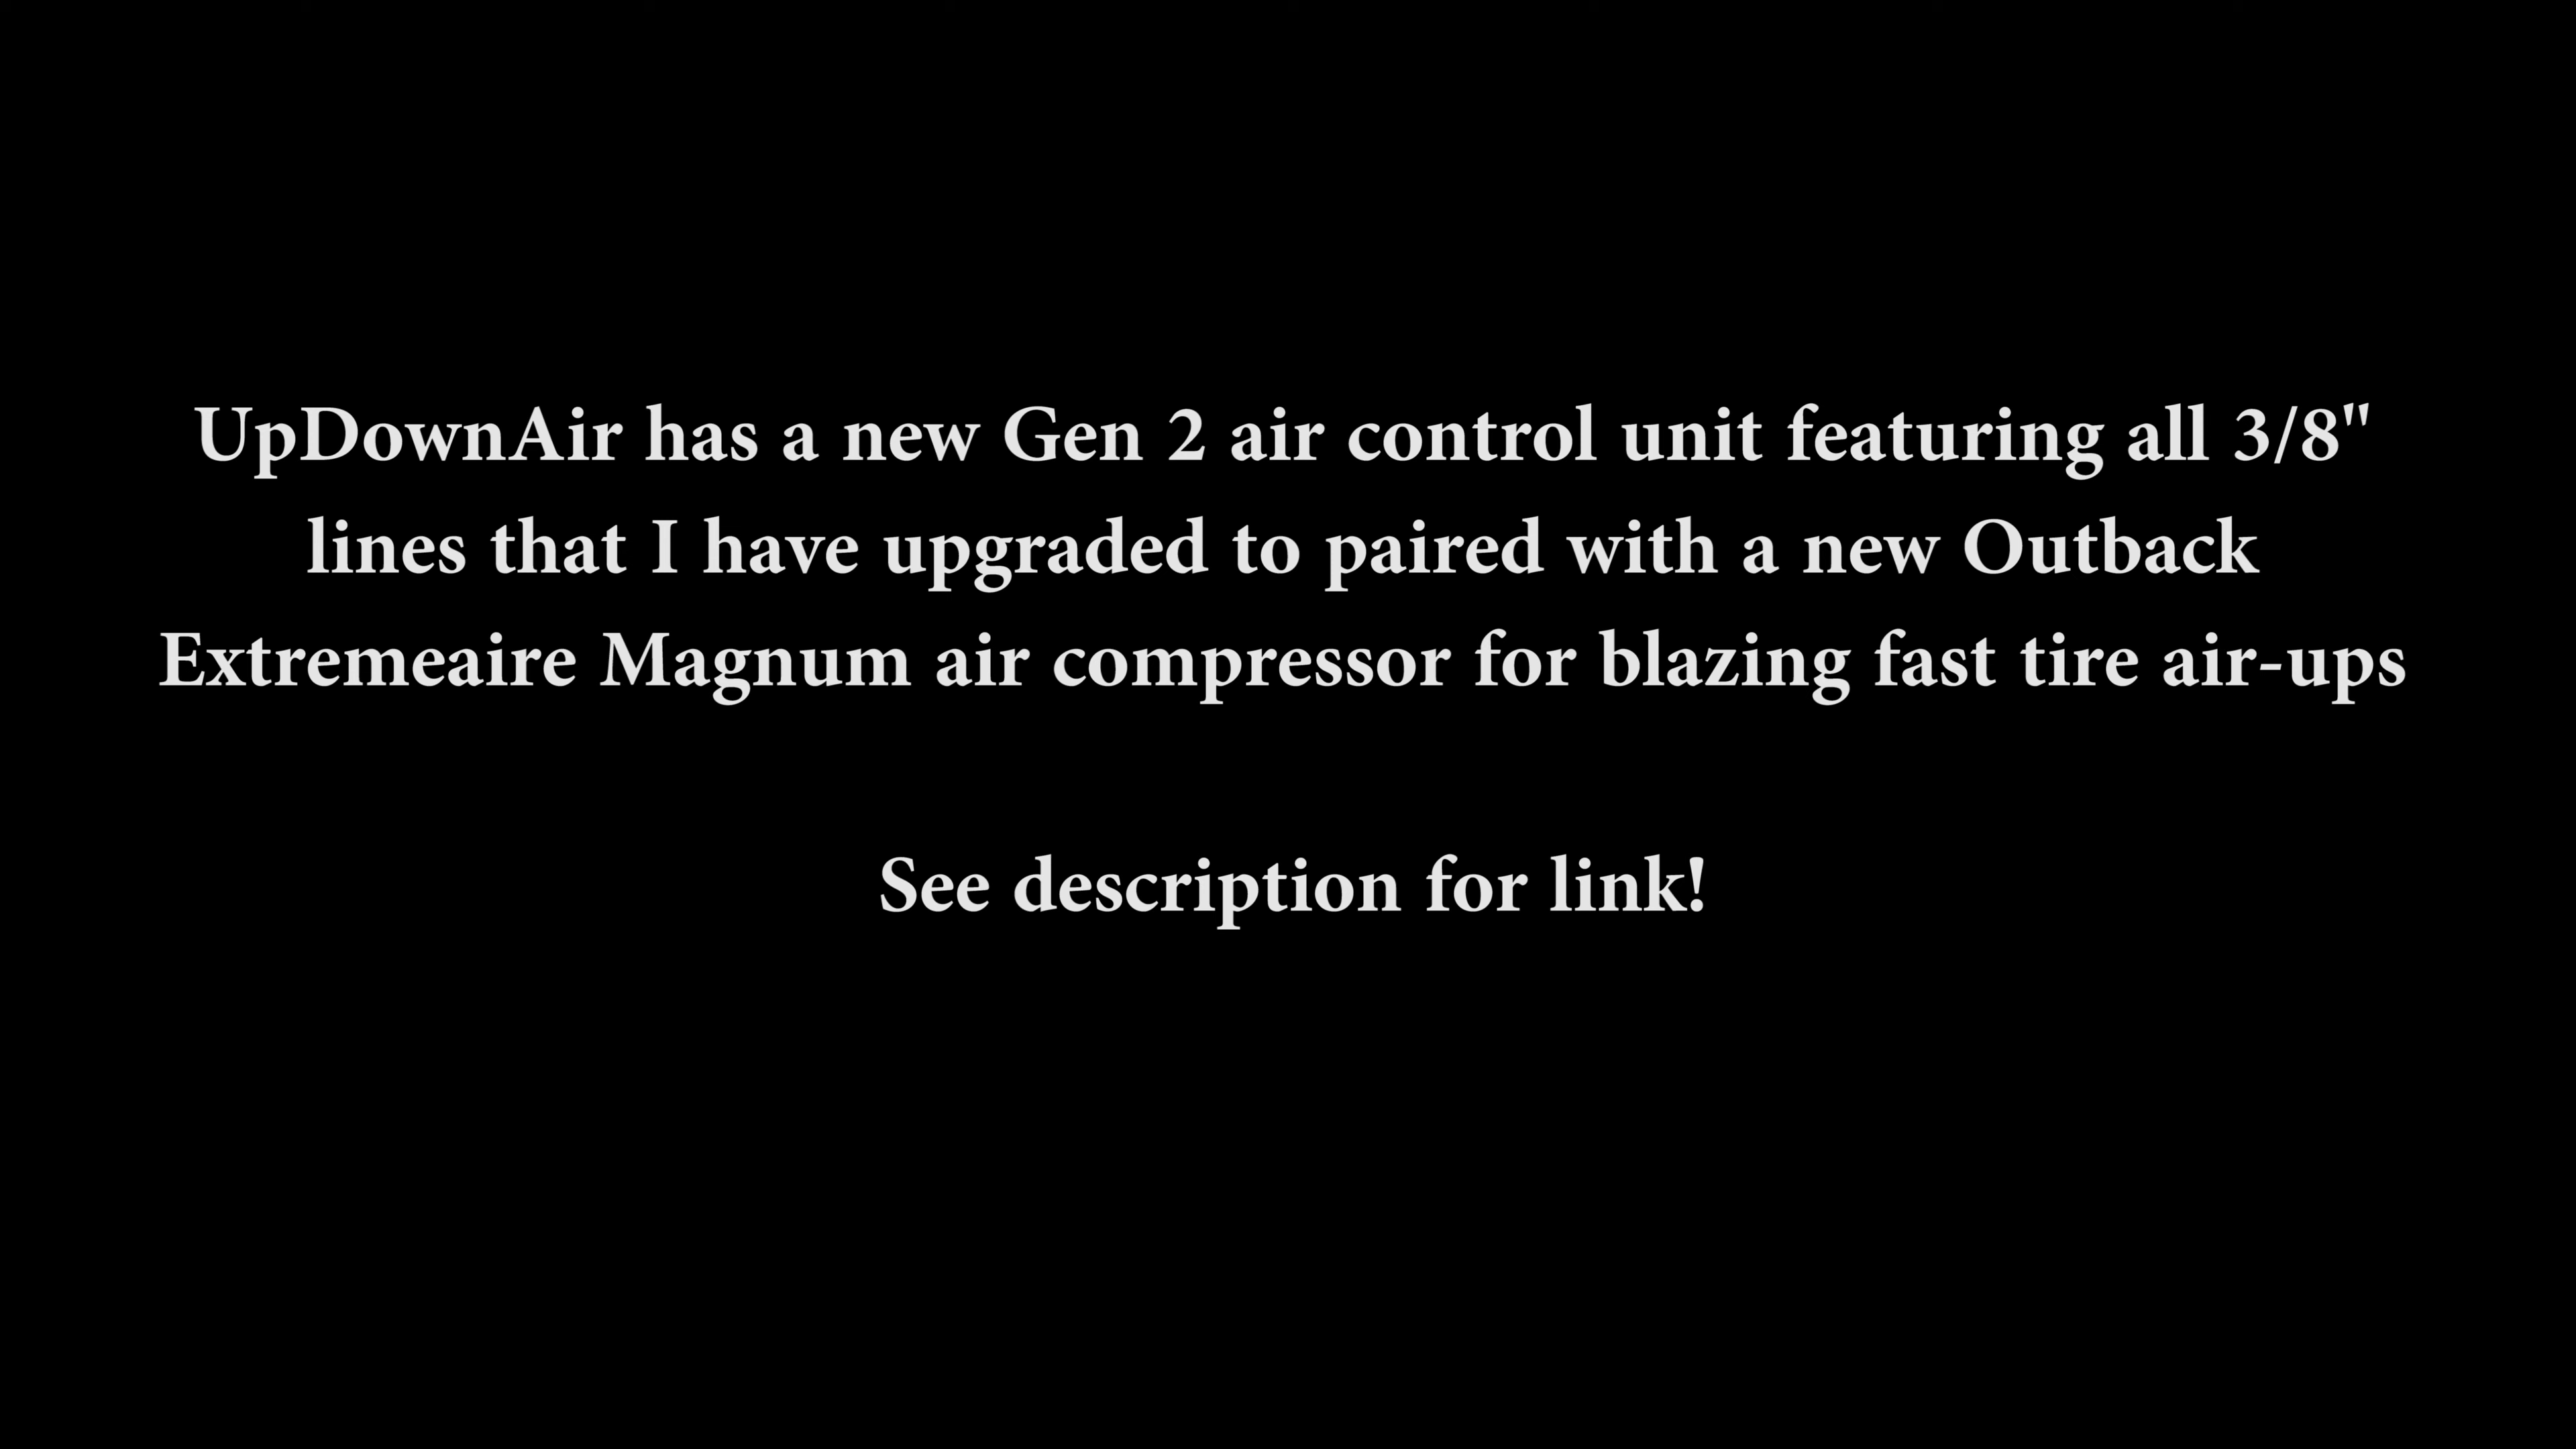 UpDownAir has a new Gen 2 air control unit featuring all 3/8"
lines that I have upgraded to paired with a new Outback
Extremeaire Magnum air compressor for blazing fast tire air-ups
See description for link!